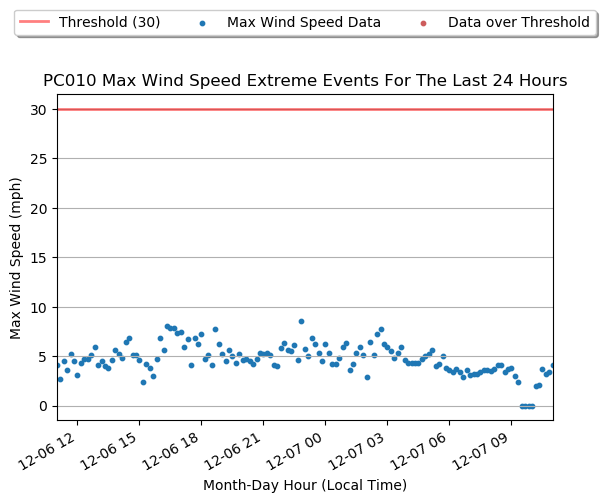 Threshold (30) Max Wind Speed Data Data over Threshold
PC010 Max Wind Speed Extreme Events For The Last 24 Hours
30
25
20
15
10
5
0
Max Wind Speed (mph)
12-06 12 12-06 15 12-06 18 12-06 21 12-07 00 12-07 03 12-07 06 12-07 09
Month-Day Hour (Local Time)